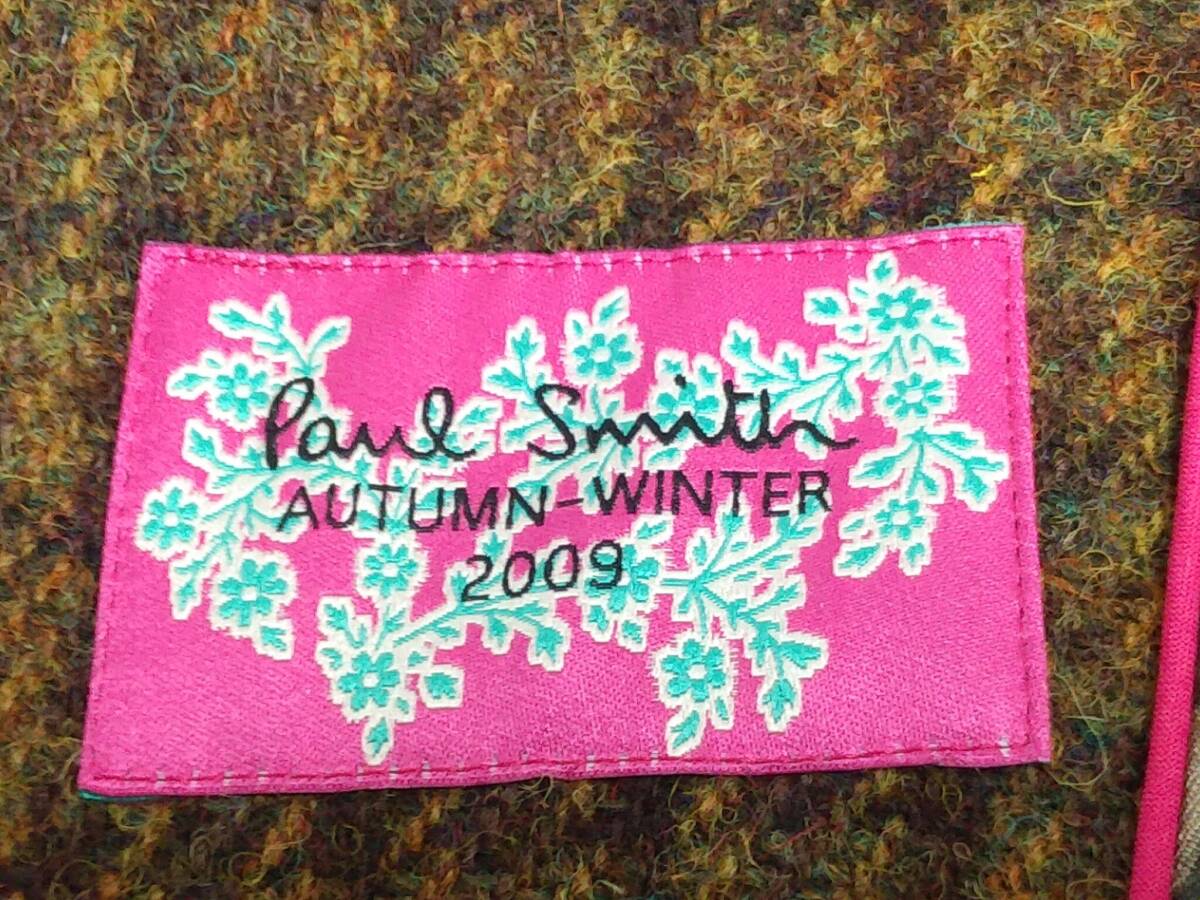 Paul Smith
AUTUMN-WINTER
2009